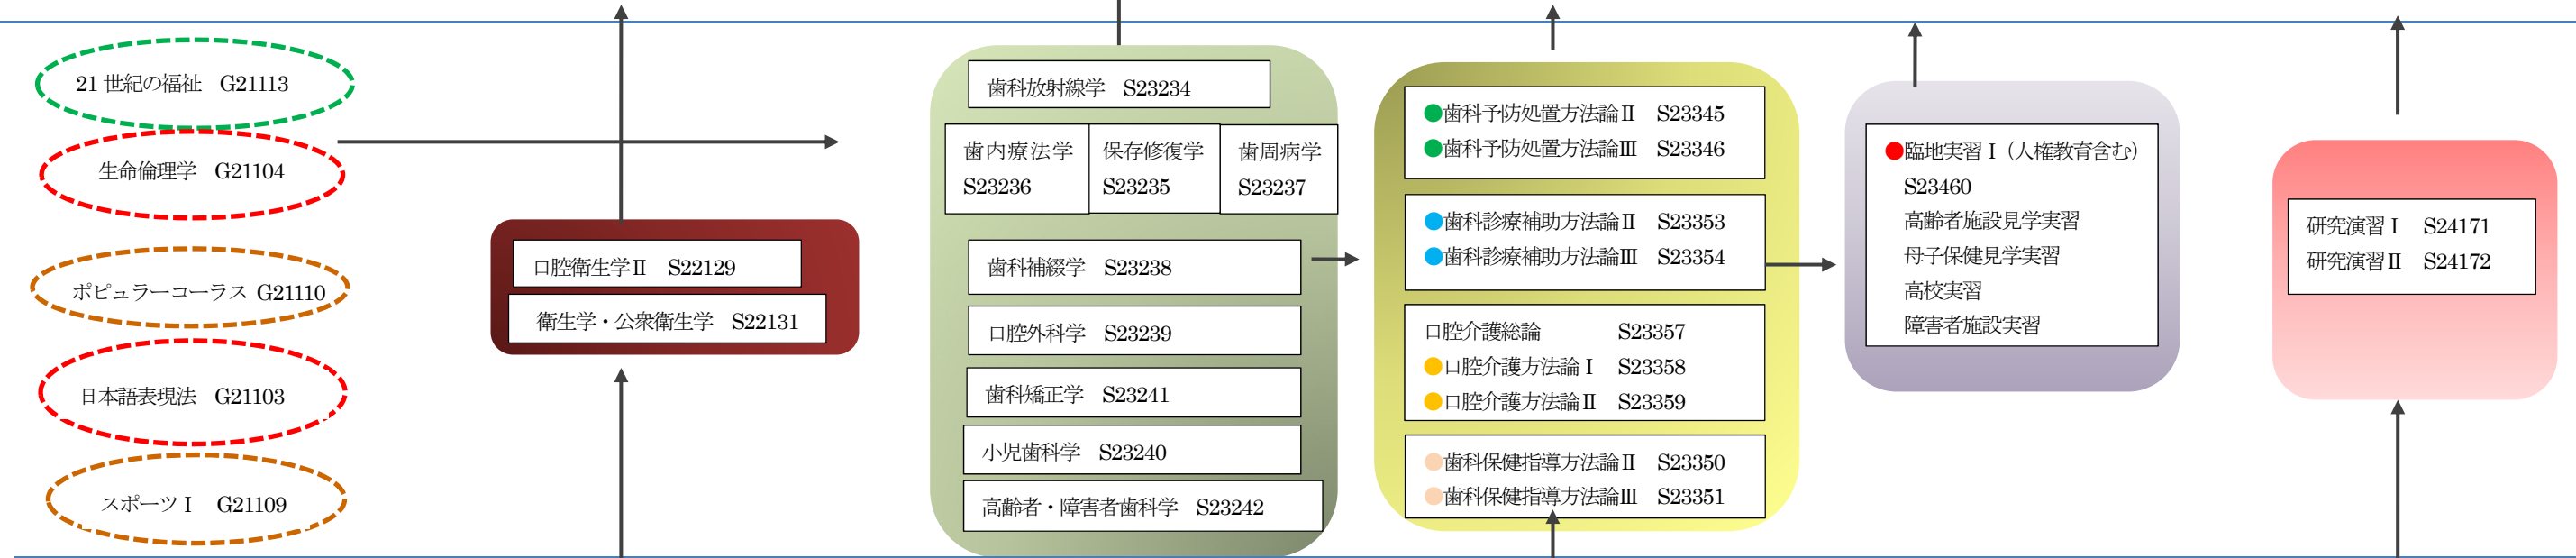 21世紀の福祉 G21113
生命倫理学 G21104
ポピュラーコーラス G21110
日本語表現法 G21103
スポーツⅠ G21109
口腔衛生学Ⅱ S22129
衛生学・公衆衛生学 S22131
歯科放射線学 S23234
歯内療法学
S23236
保存修復学
S23235
歯周病学
S23237
歯科補綴学 S23238
口腔外科学 S23239
歯科矯正学 S23241
小児歯科学 S23240
高齢者・障害者歯科学 S23242
●歯科予防処置方法論Ⅱ S23345
●歯科予防処置方法論Ⅲ S23346
●歯科診療補助方法論Ⅱ S23353
●歯科診療補助方法論Ⅲ S23354
口腔介護総論 S23357
●口腔介護方法論Ⅰ S23358
●口腔介護方法論Ⅱ S23359
●歯科保健指導方法論Ⅱ S23350
●歯科保健指導方法論Ⅲ S23351
●臨地実習Ⅰ（人権教育含む）
S23460
高齢者施設見学実習
母子保健見学実習
高校実習
障害者施設実習
研究演習Ⅰ S24171
研究演習Ⅱ S24172